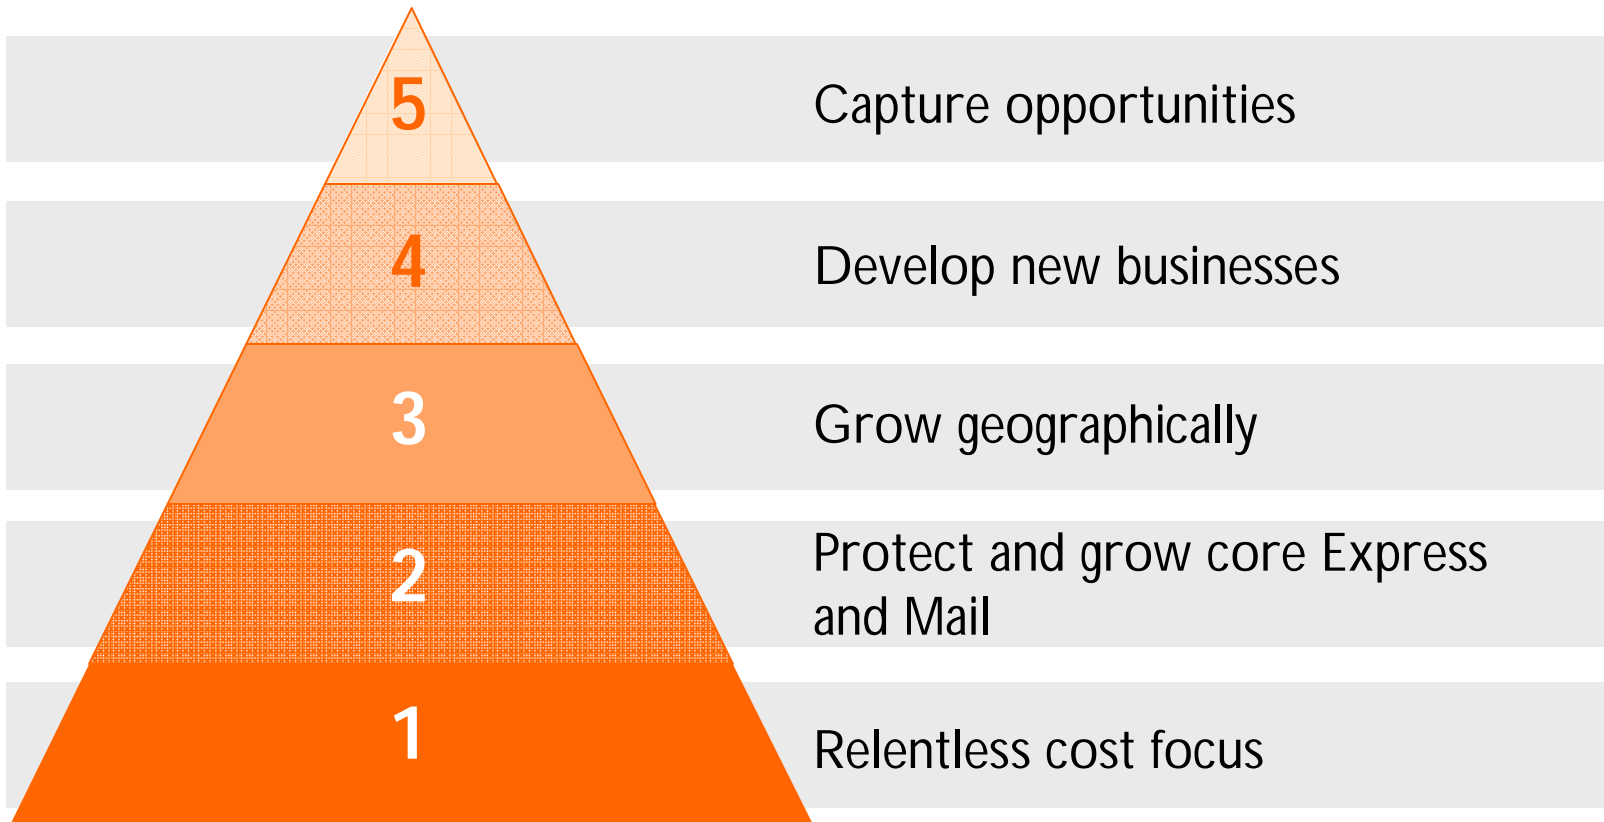 5
Capture opportunities
4
Develop new businesses
3
Grow geographically
2
Protect and grow core Express
and Mail
1
Relentless cost focus